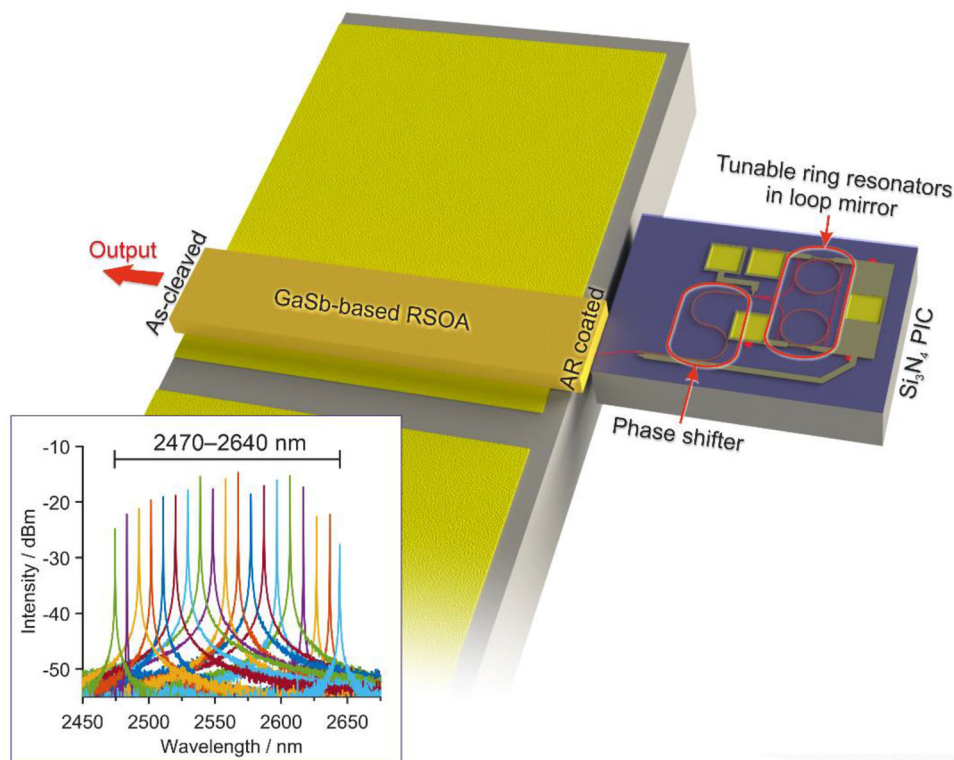 Tunable ring resonators
in loop mirror
Output
As-cleaved
GaSb-based RSOA
AR coated
Si₃N₄ PIC
Phase shifter
2470–2640 nm
Intensity / dBm
-10
-20
-30
-40
-50
2450 2500 2550 2600 2650
Wavelength / nm